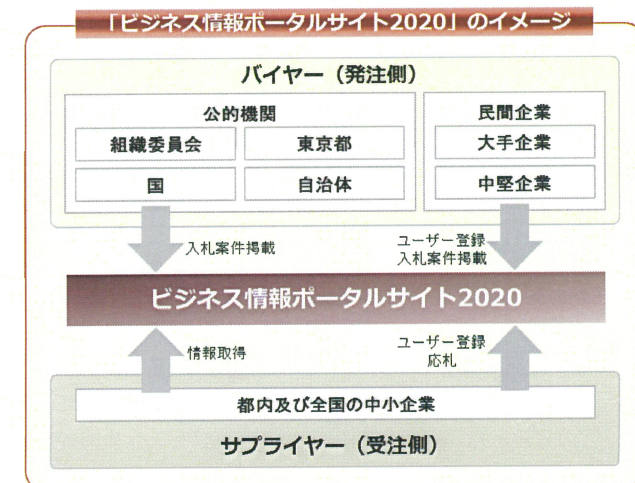 「ビジネス情報ポータルサイト2020」のイメージ
バイヤー（発注側）
公的機関
組織委員会
東京都
国
自治体
民間企業
大手企業
中堅企業
入札案件掲載
ユーザー登録
入札案件掲載
ビジネス情報ポータルサイト2020
情報取得
ユーザー登録
応札
都内及び全国の中小企業
サプライヤー（受注側）